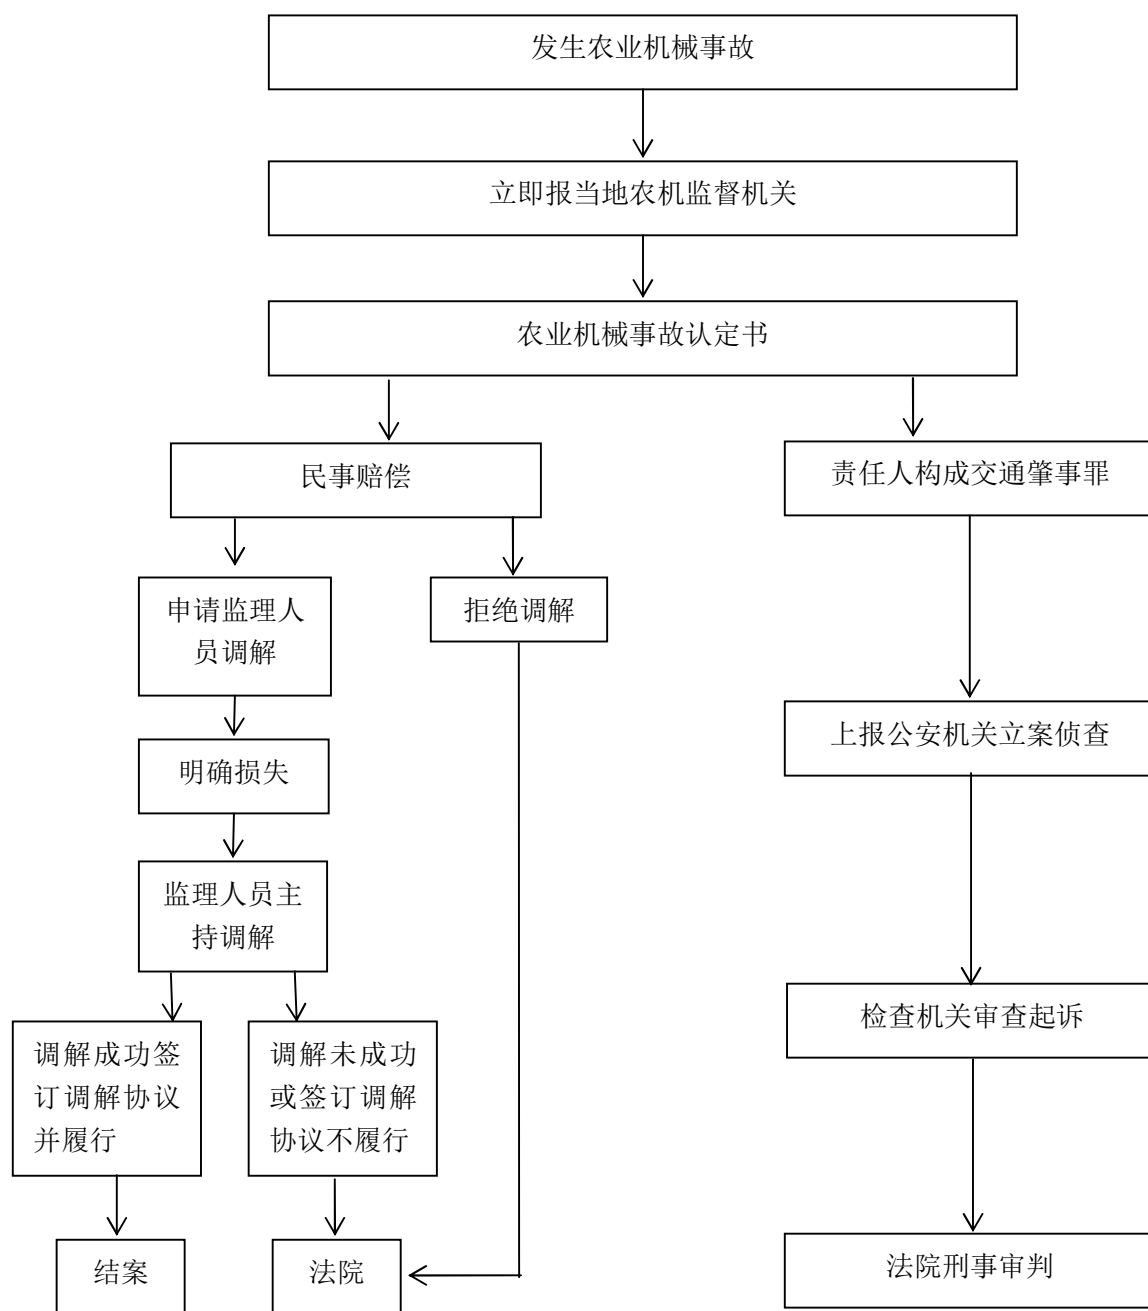 发生农业机械事故
立即报当地农机监督机关
农业机械事故认定书
民事赔偿
责任人构成交通肇事罪
申请监理人
员调解
拒绝调解
上报公安机关立案侦查
明确损失
监理人员主
持调解
检查机关审查起诉
调解成功签
订调解协议
并履行
调解未成功
或签订调解
协议不履行
结案
法院
法院刑事审判